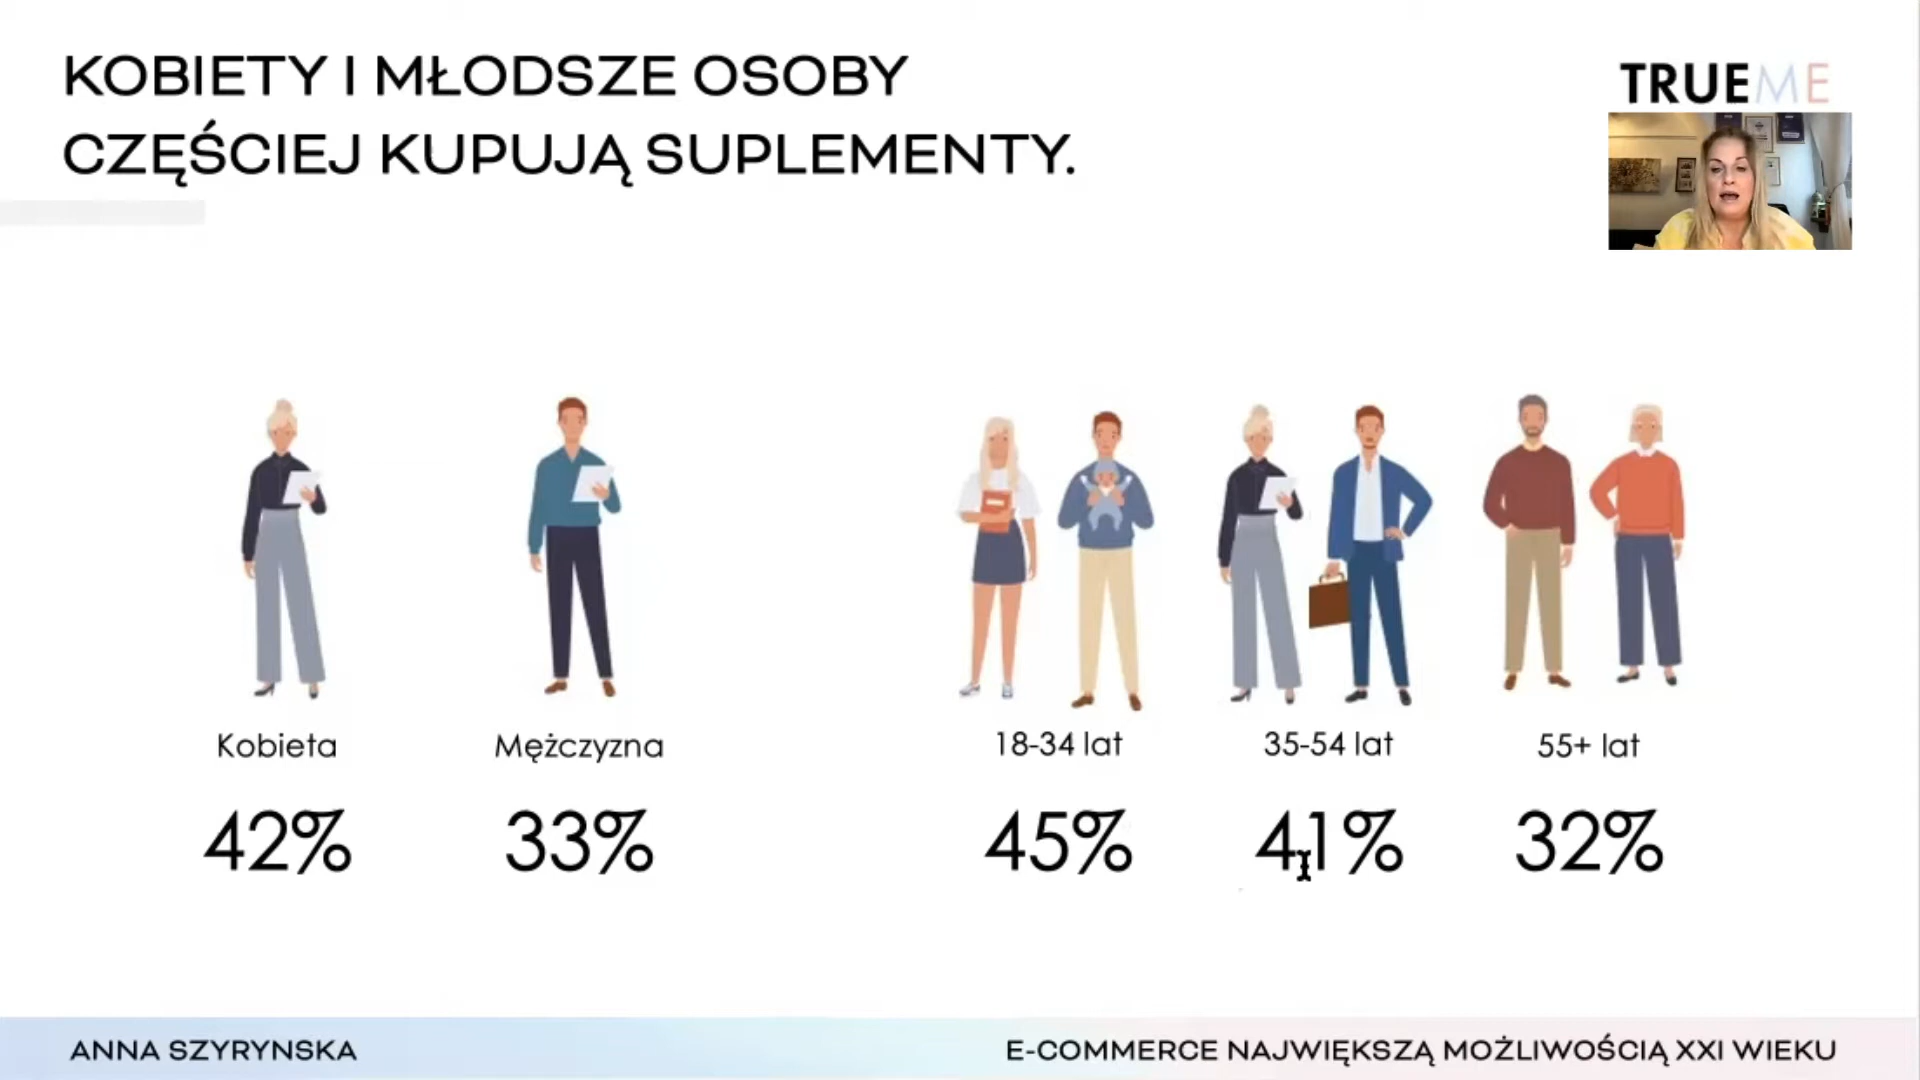 KOBIETY I MŁODSZE OSOBY
CZĘŚCIEJ KUPUJĄ SUPLEMENTY.
TRUEME
Kobieta
42%
Mężczyzna
33%
18-34 lat
45%
35-54 lat
41%
55+ lat
32%
ANNA SZYRYNSKA
E-COMMERCE NAJWIĘKSZĄ MOŻLIWOŚCIĄ XXI WIEKU